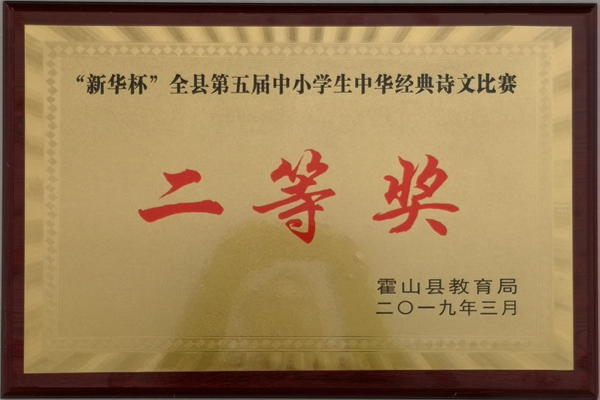 “新华杯”全县第五届中小学生中华经典诗文比赛
二等奖
霍山县教育局
二〇一九年三月